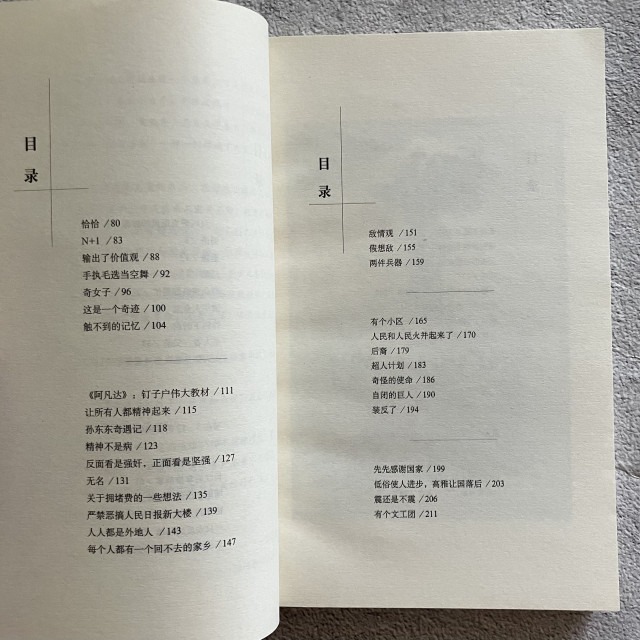 目
录
恰恰 /80
N+1 /83
输出了价值观 /88
手执毛选当空舞 /92
奇女子 /96
这是一个奇迹 /100
触不到的记忆 /104
《阿凡达》：钉子户伟大教材 /111
让所有人都精神起来 /115
孙东东奇遇记 /118
精神不是病 /123
反面看是强奸，正面看是坚强 /127
无名 /131
关于拥堵费的一些想法 /135
严禁恶搞人民日报新大楼 /139
人人都是外地人 /143
每个人都有一个回不去的家乡 /147
目
录
敌情观 /151
假想敌 /155
两件兵器 /159
有个小区 /165
人民和人民火并起来了 /170
后裔 /179
超人计划 /183
奇怪的使命 /186
自闭的巨人 /190
装反了 /194
先先感谢国家 /199
低俗使人进步，高雅让国落后 /203
震还是不震 /206
有个文工团 /211